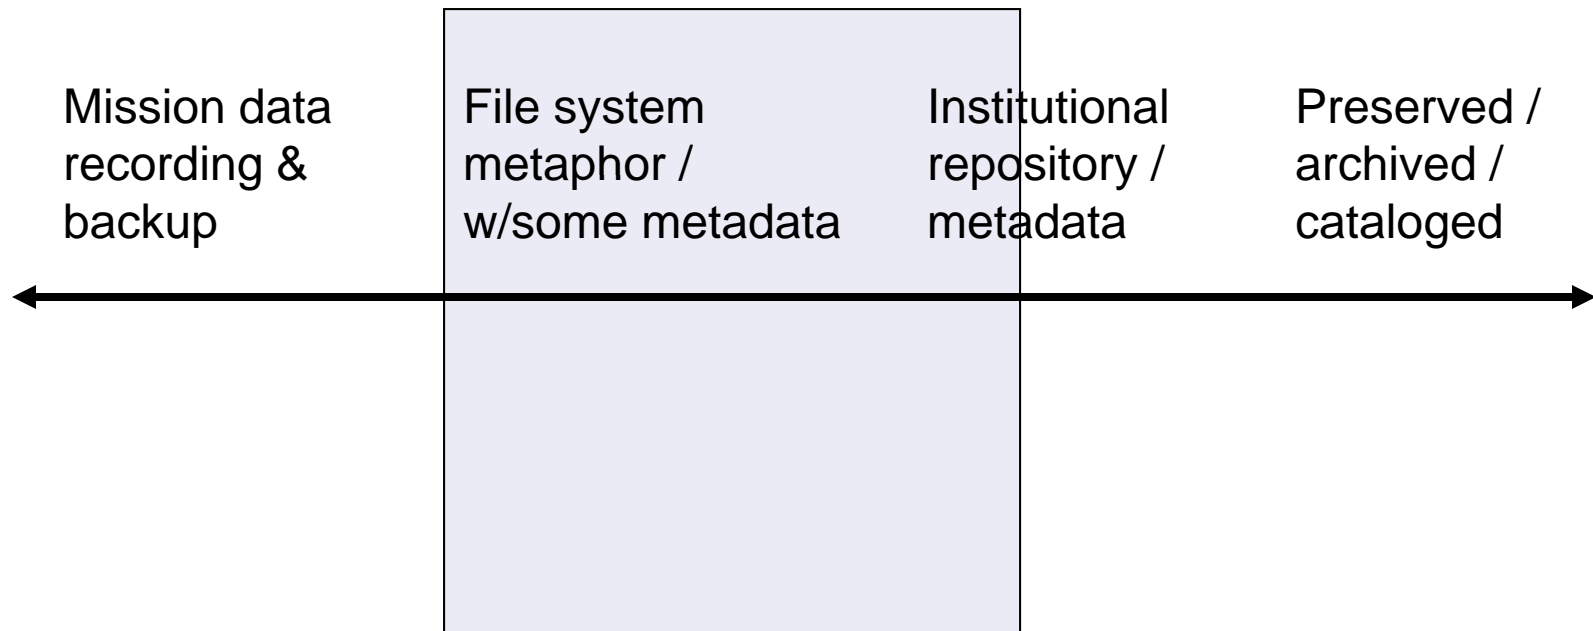 Mission data
recording &
backup
File system
metaphor /
w/some metadata
Institutional
repository /
metadata
Preserved /
archived /
cataloged